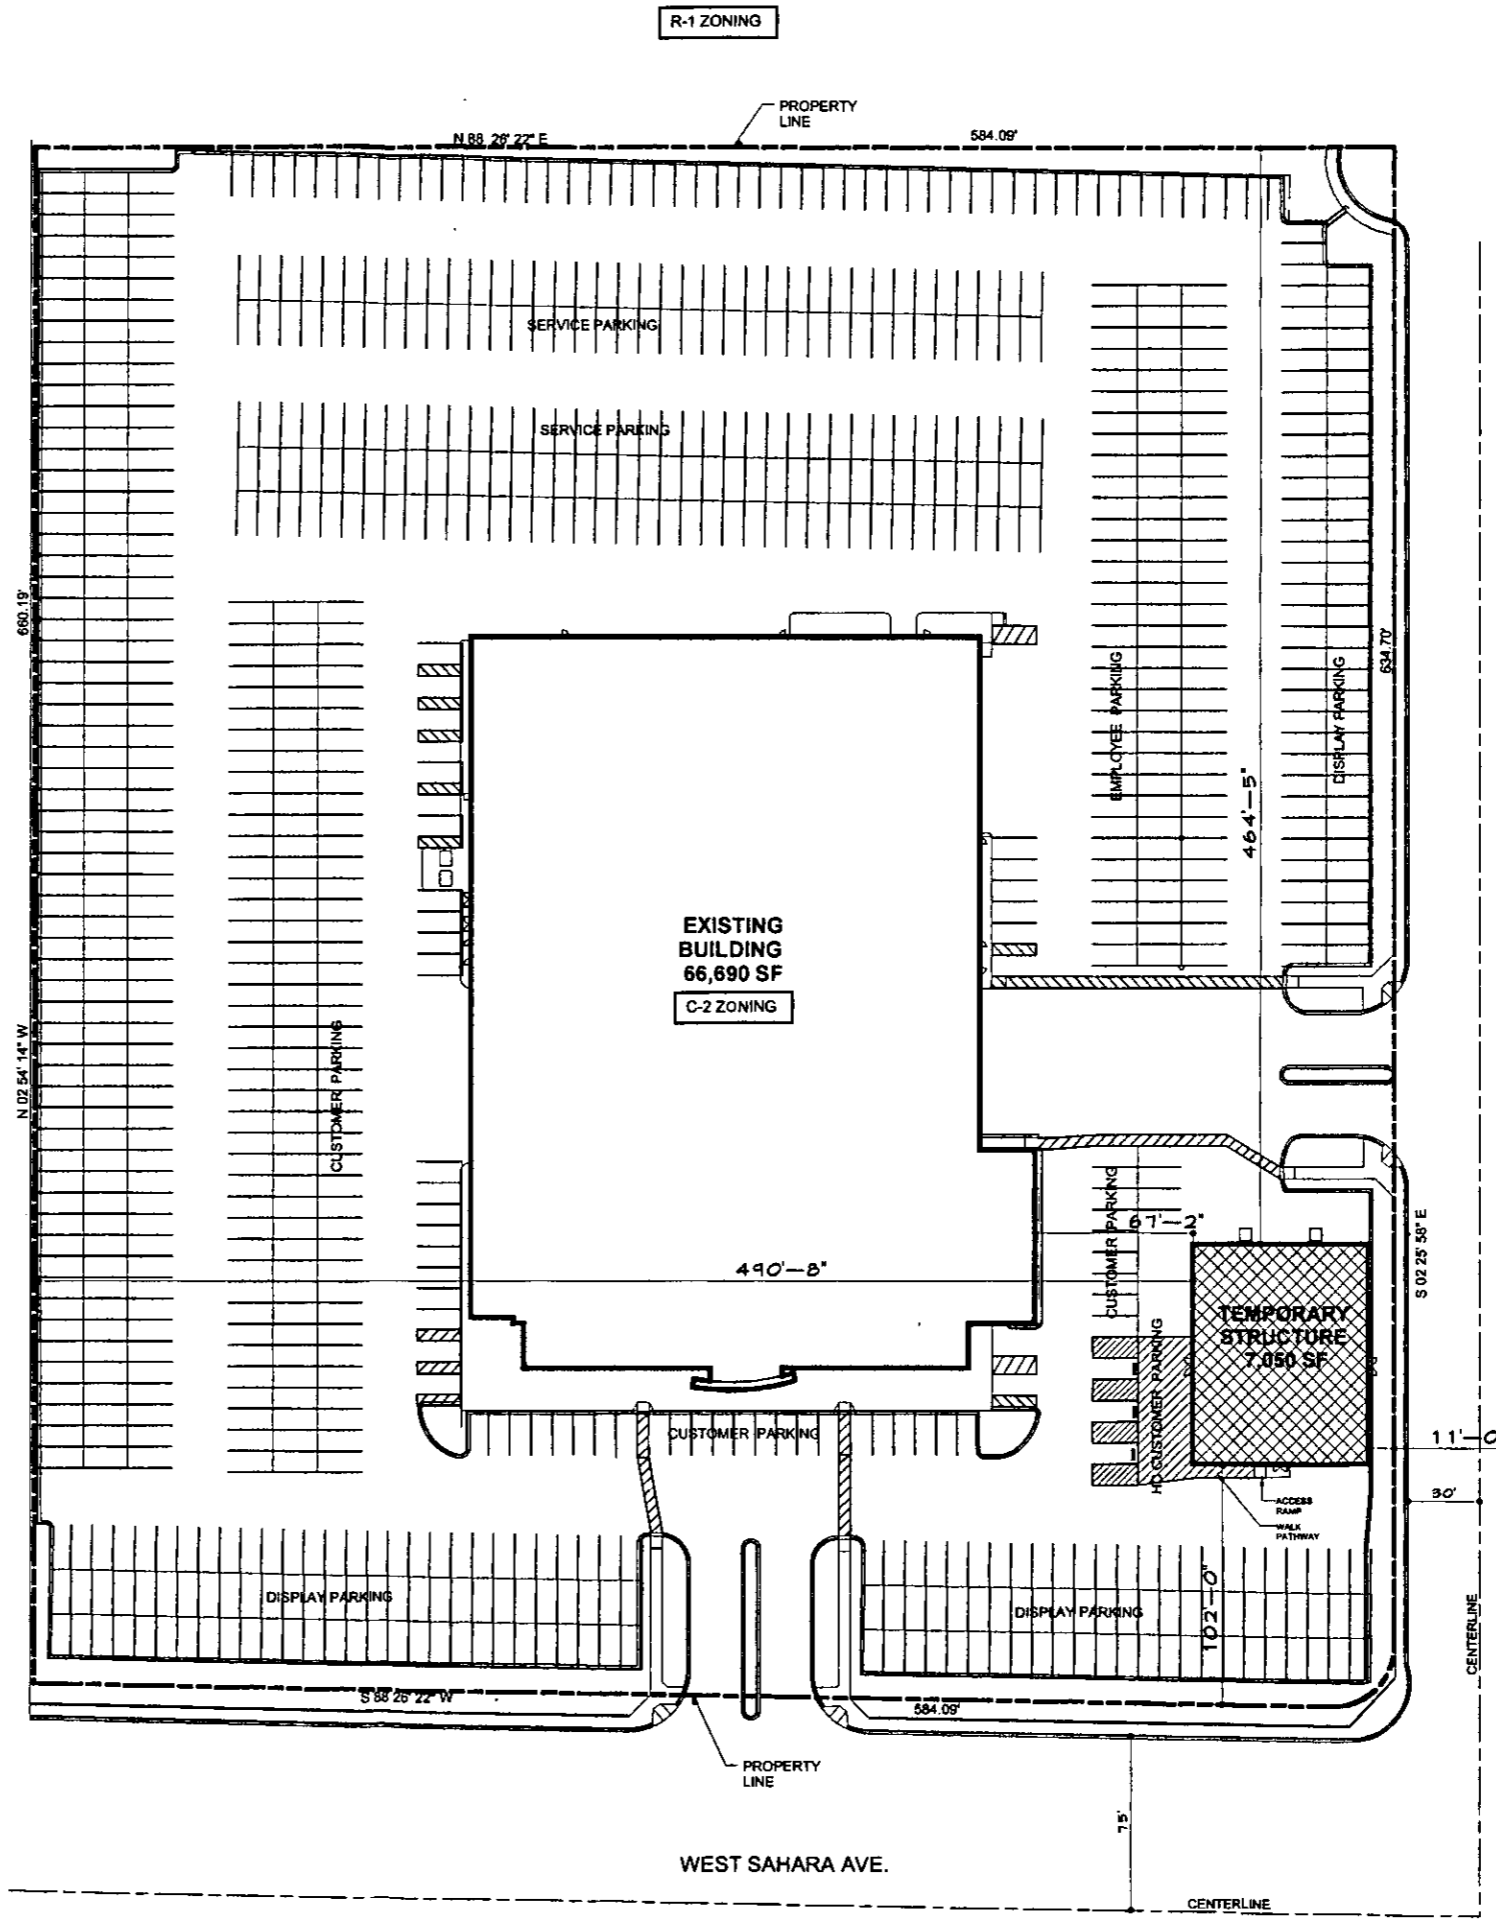 R-1 ZONING
PROPERTY
LINE
N 88 26' 22" E
584.09'
SERVICE PARKING
SERVICE PARKING
660.19'
N 02 54' 14" W
CUSTOMER PARKING
EXISTING
BUILDING
66,690 SF
C-2 ZONING
EMPLOYEE PARKING
464'-5"
DISPLAY PARKING
634.70'
CUSTOMER PARKING
67'-2"
S 02 25' 58" E
490'-8"
TEMPORARY
STRUCTURE
7,050 SF
HC CUSTOMER PARKING
CUSTOMER PARKING
11'-0
30'
ACCESS
RAMP
WALK
PATHWAY
DISPLAY PARKING
DISPLAY PARKING
102'-0"
CENTERLINE
S 88 26' 22" W
584.09'
PROPERTY
LINE
75'
WEST SAHARA AVE.
CENTERLINE